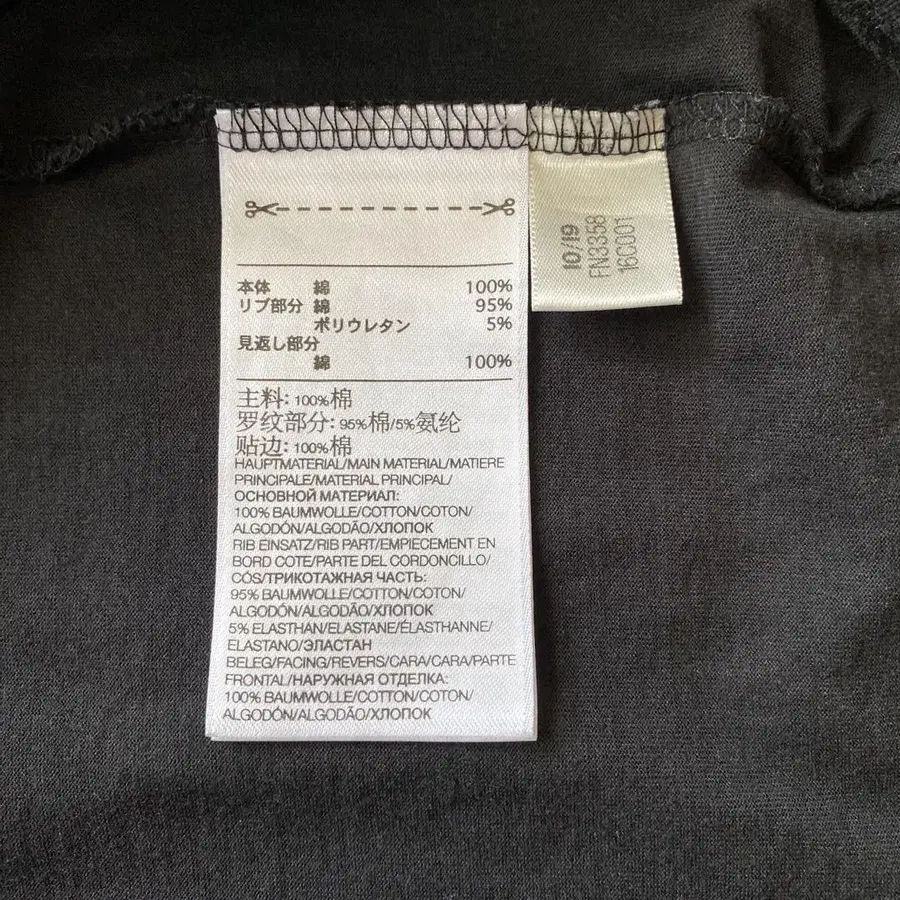 本体 綿 100%
リブ部分 綿 95%
ポリウレタン 5%
見返し部分
綿 100%
主料: 100%棉
罗纹部分: 95%棉/5%氨纶
贴边: 100%棉
HAUPTMATERIAL/MAIN MATERIAL/MATIERE
PRINCIPALE/MATERIAL PRINCIPAL/
ОСНОВНОЙ МАТЕРИАЛ:
100% BAUMWOLLE/COTTON/COTON/
ALGODÓN/ALGODÃO/ХЛОПОК
RIB EINSATZ/RIB PART/EMPIECEMENT EN
BORD COTE/PARTE DEL CORDONCILLO/
CÓS/ТРИКОТАЖНАЯ ЧАСТЬ:
95% BAUMWOLLE/COTTON/COTON/
ALGODÓN/ALGODÃO/ХЛОПОК
5% ELASTHAN/ELASTANE/ÉLASTHANNE/
ELASTANO/ЭЛАСТАН
BELEG/FACING/REVERS/CARA/CARA/PARTE
FRONTAL/НАРУЖНАЯ ОТДЕЛКА:
100% BAUMWOLLE/COTTON/COTON/
ALGODÓN/ALGODÃO/ХЛОПОК
10/19
FN3358
16C001